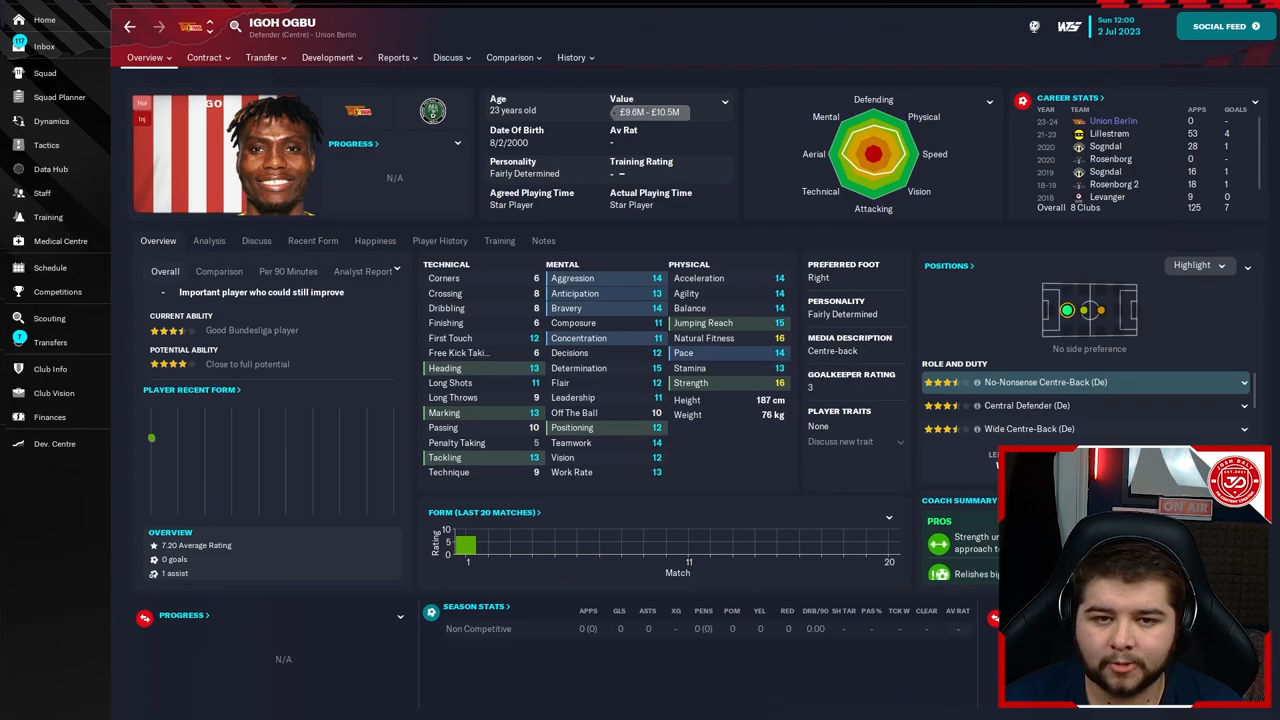 Home
IGOH OGBU
Defender (Centre) - Union Berlin
Sun 12:00
2 Jul 2023
SOCIAL FEED
117
Inbox
Overview
Contract
Transfer
Development
Reports
Discuss
Comparison
History
Squad
Squad Planner
Dynamics
Tactics
Data Hub
Staff
Training
Medical Centre
Schedule
Competitions
Scouting
7
Transfers
Club Info
Club Vision
Finances
Dev. Centre
Hol
Inj
GO
PROGRESS >
N/A
Age
23 years old
Value
£9.6M - £10.5M
Date Of Birth
8/2/2000
Av Rat
-
Personality
Fairly Determined
Training Rating
- –
Agreed Playing Time
Star Player
Actual Playing Time
Star Player
Defending
Mental
Physical
Aerial
Speed
Technical
Vision
Attacking
CAREER STATS >
YEAR TEAM APPS GOALS
23-24 Union Berlin 0 -
21-23 Lillestrøm 53 4
2020 Sogndal 28 1
2020 Rosenborg 0 -
2019 Sogndal 16 1
18-19 Rosenborg 2 18 1
2018 Levanger 9 0
Overall 8 Clubs 125 7
Overview
Analysis
Discuss
Recent Form
Happiness
Player History
Training
Notes
Overall
Comparison
Per 90 Minutes
Analyst Report
- Important player who could still improve
CURRENT ABILITY
Good Bundesliga player
POTENTIAL ABILITY
Close to full potential
PLAYER RECENT FORM >
OVERVIEW
7.20 Average Rating
0 goals
1 assist
TECHNICAL
Corners 6
Crossing 8
Dribbling 8
Finishing 6
First Touch 12
Free Kick Taki... 6
Heading 13
Long Shots 11
Long Throws 9
Marking 13
Passing 10
Penalty Taking 5
Tackling 13
Technique 9
MENTAL
Aggression 14
Anticipation 13
Bravery 14
Composure 11
Concentration 11
Decisions 12
Determination 15
Flair 12
Leadership 11
Off The Ball 10
Positioning 12
Teamwork 14
Vision 12
Work Rate 13
PHYSICAL
Acceleration 14
Agility 14
Balance 14
Jumping Reach 15
Natural Fitness 16
Pace 14
Stamina 13
Strength 16
Height 187 cm
Weight 76 kg
PREFERRED FOOT
Right
PERSONALITY
Fairly Determined
MEDIA DESCRIPTION
Centre-back
GOALKEEPER RATING
3
PLAYER TRAITS
None
Discuss new trait
POSITIONS >
Highlight
No side preference
ROLE AND DUTY
No-Nonsense Centre-Back (De)
Central Defender (De)
Wide Centre-Back (De)
COACH SUMMARY
PROS
Strength un
approach to
Relishes big
FORM (LAST 20 MATCHES) >
Rating
10
5
0
1
11
20
Match
PROGRESS >
N/A
SEASON STATS >
APPS GLS ASTS XG PENS POM YEL RED DRB/90 SH TAR PAS % TCK W CLEAR AV RAT
Non Competitive 0 (0) 0 0 - 0 (0) 0 0 0 0.00 - - - - -
JOSH DALY
JD
ON AIR